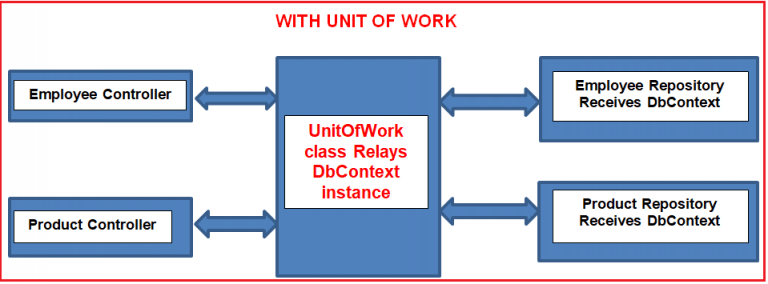 WITH UNIT OF WORK
Employee Controller
UnitOfWork
class Relays
DbContext
instance
Employee Repository
Receives DbContext
Product Controller
Product Repository
Receives DbContext